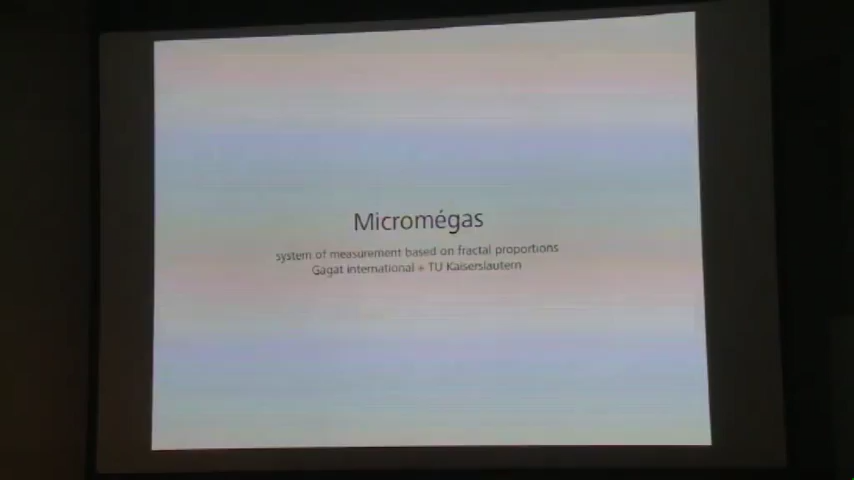 Micromégas
system of measurement based on fractal proportions
Gagat international + TU Kaiserslautern